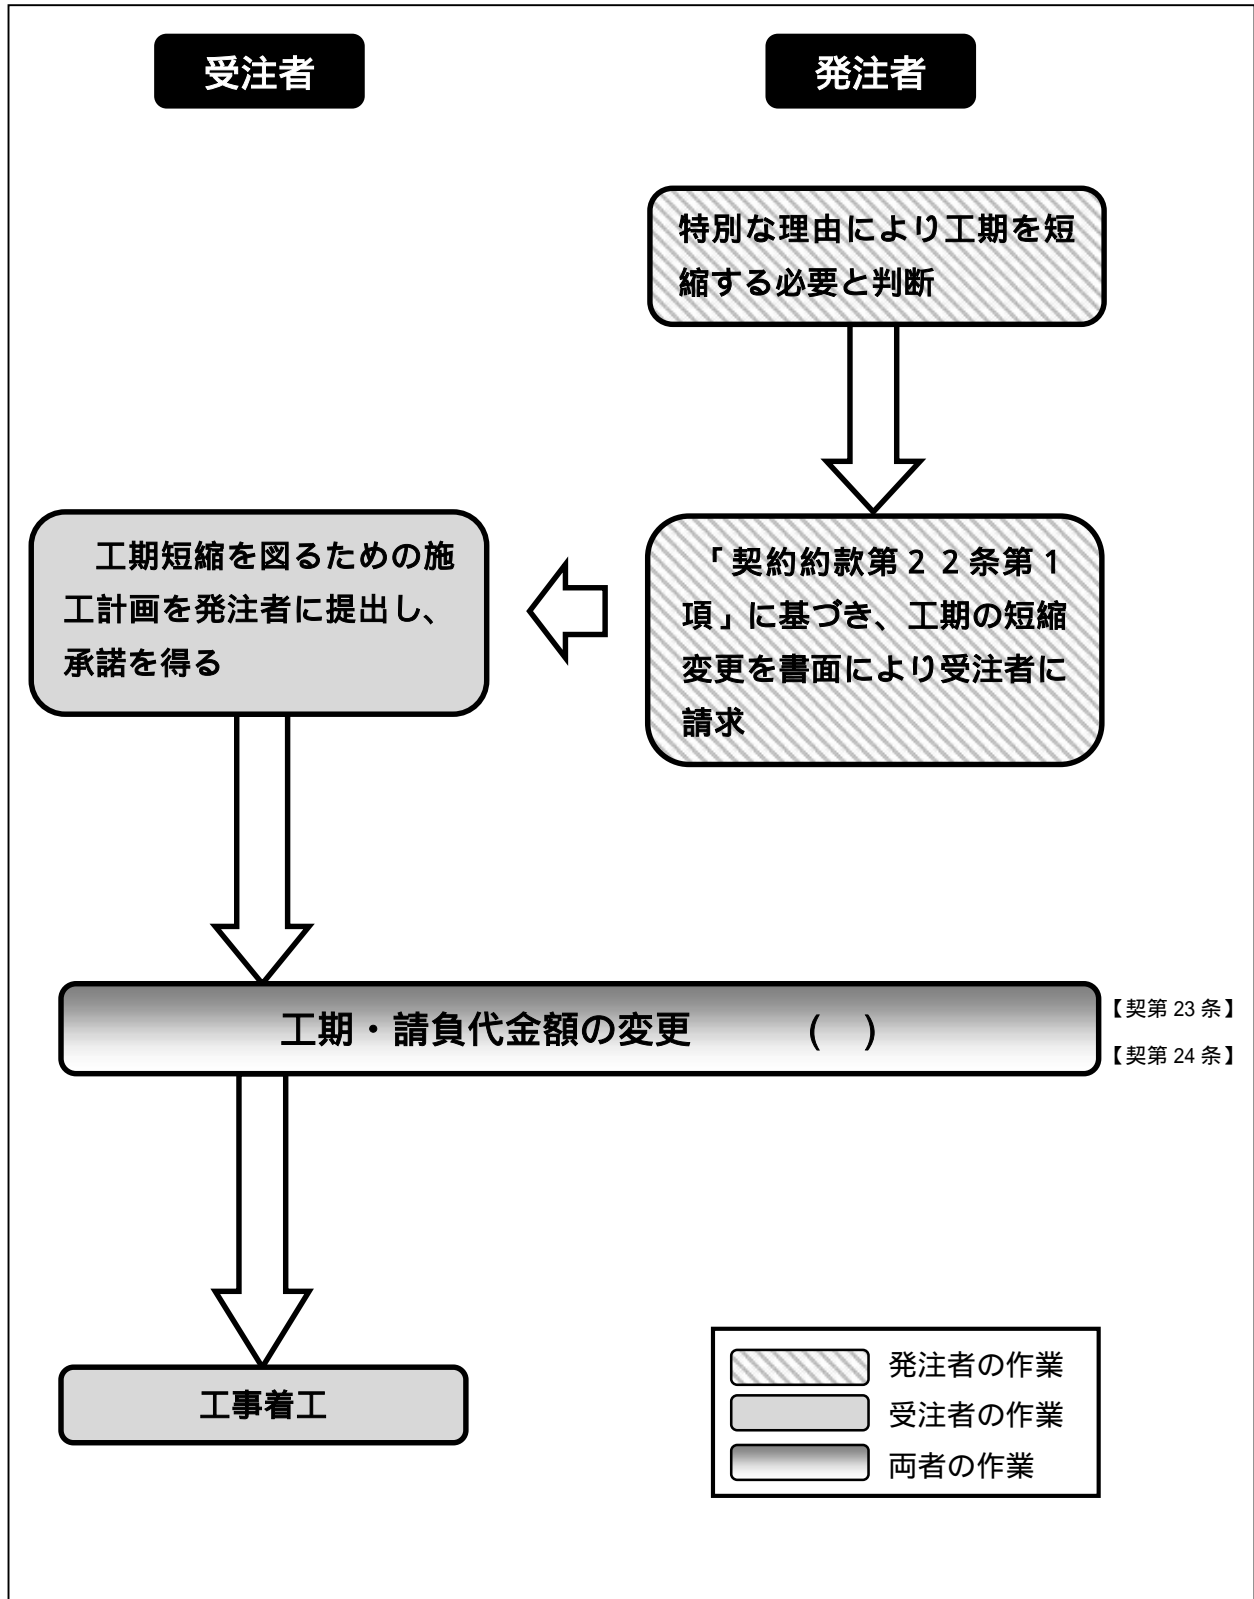 受注者
発注者
特別な理由により工期を短
縮する必要と判断
「契約約款第２２条第１
項」に基づき、工期の短縮
変更を書面により受注者に
請求
工期短縮を図るための施
工計画を発注者に提出し、
承諾を得る
工期・請負代金額の変更　　　(　)
【契第 23 条】
【契第 24 条】
工事着工
発注者の作業
受注者の作業
両者の作業